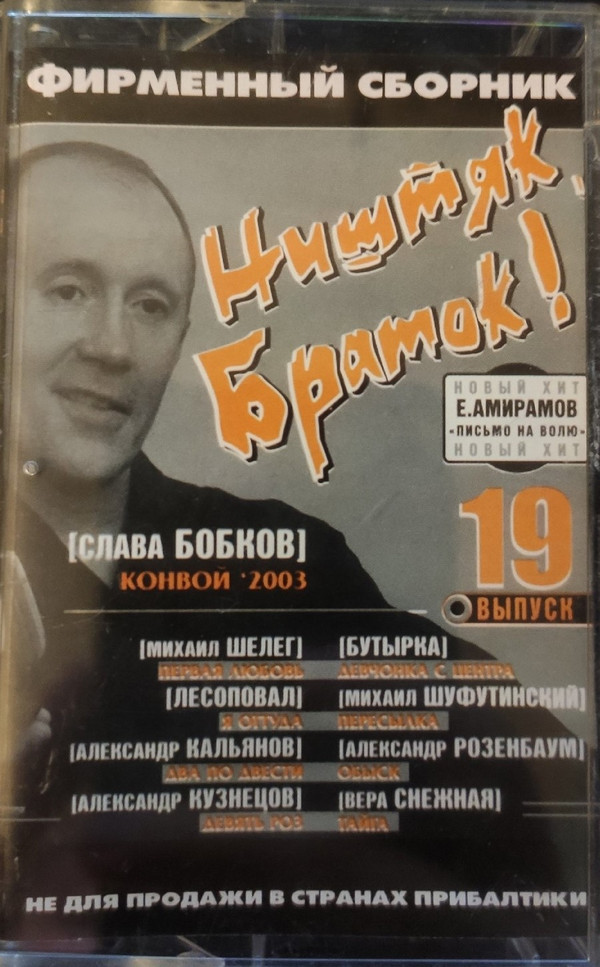 ФИРМЕННЫЙ СБОРНИК
Ништяк,
Браток!
НОВЫЙ ХИТ
Е.АМИРАМОВ
«ПИСЬМО НА ВОЛЮ»
НОВЫЙ ХИТ
19
ВЫПУСК
[СЛАВА БОБКОВ]
КОНВОЙ '2003
[МИХАИЛ ШЕЛЕГ]
ПЕРВАЯ ЛЮБОВЬ
[БУТЫРКА]
ДЕВЧОНКА С ЦЕНТРА
[ЛЕСОПОВАЛ]
Я ОТТУДА
[МИХАИЛ ШУФУТИНСКИЙ]
ПЕРЕСЫЛКА
[АЛЕКСАНДР КАЛЬЯНОВ]
ДВА ПО ДВЕСТИ
[АЛЕКСАНДР РОЗЕНБАУМ]
ОБЫСК
[АЛЕКСАНДР КУЗНЕЦОВ]
ДЕВЯТЬ РОЗ
[ВЕРА СНЕЖНАЯ]
ТАЙГА
НЕ ДЛЯ ПРОДАЖИ В СТРАНАХ ПРИБАЛТИКИ